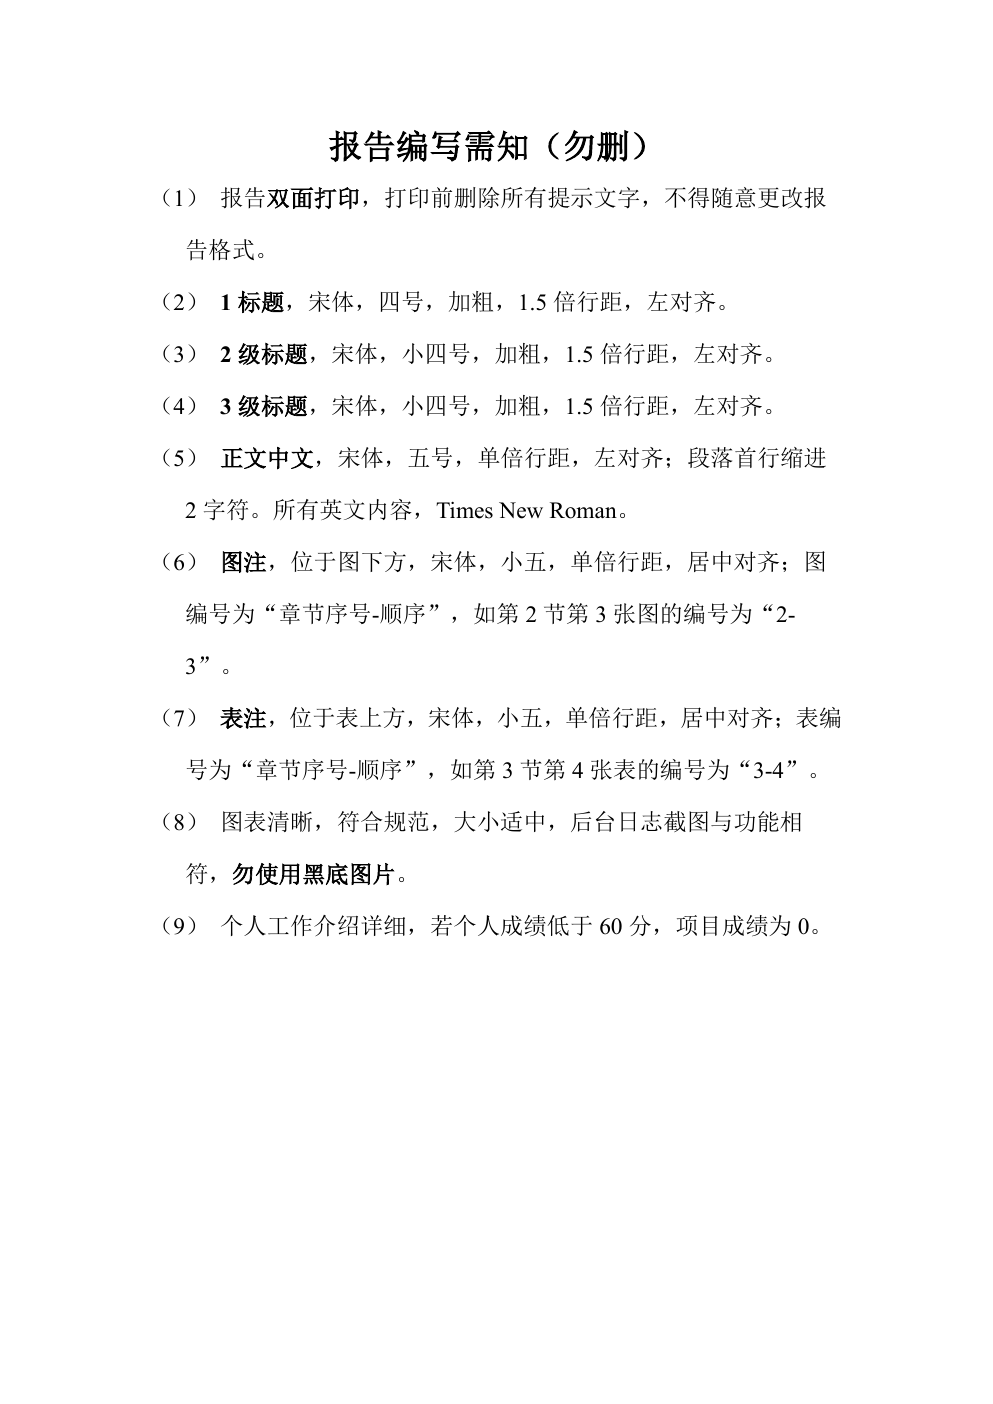 报告编写需知（勿删）
（1） 报告双面打印，打印前删除所有提示文字，不得随意更改报
告格式。
（2） 1 标题，宋体，四号，加粗，1.5 倍行距，左对齐。
（3） 2 级标题，宋体，小四号，加粗，1.5 倍行距，左对齐。
（4） 3 级标题，宋体，小四号，加粗，1.5 倍行距，左对齐。
（5） 正文中文，宋体，五号，单倍行距，左对齐；段落首行缩进
2 字符。所有英文内容，Times New Roman。
（6） 图注，位于图下方，宋体，小五，单倍行距，居中对齐；图
编号为“章节序号-顺序”，如第 2 节第 3 张图的编号为“2-
3”。
（7） 表注，位于表上方，宋体，小五，单倍行距，居中对齐；表编
号为“章节序号-顺序”，如第 3 节第 4 张表的编号为“3-4”。
（8） 图表清晰，符合规范，大小适中，后台日志截图与功能相
符，勿使用黑底图片。
（9） 个人工作介绍详细，若个人成绩低于 60 分，项目成绩为 0。